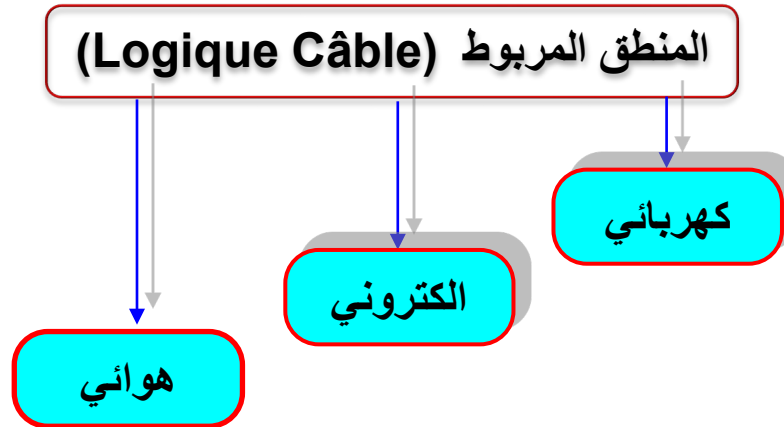 المنطق المربوط (Logique Câble)
كهربائي
الكتروني
هوائي